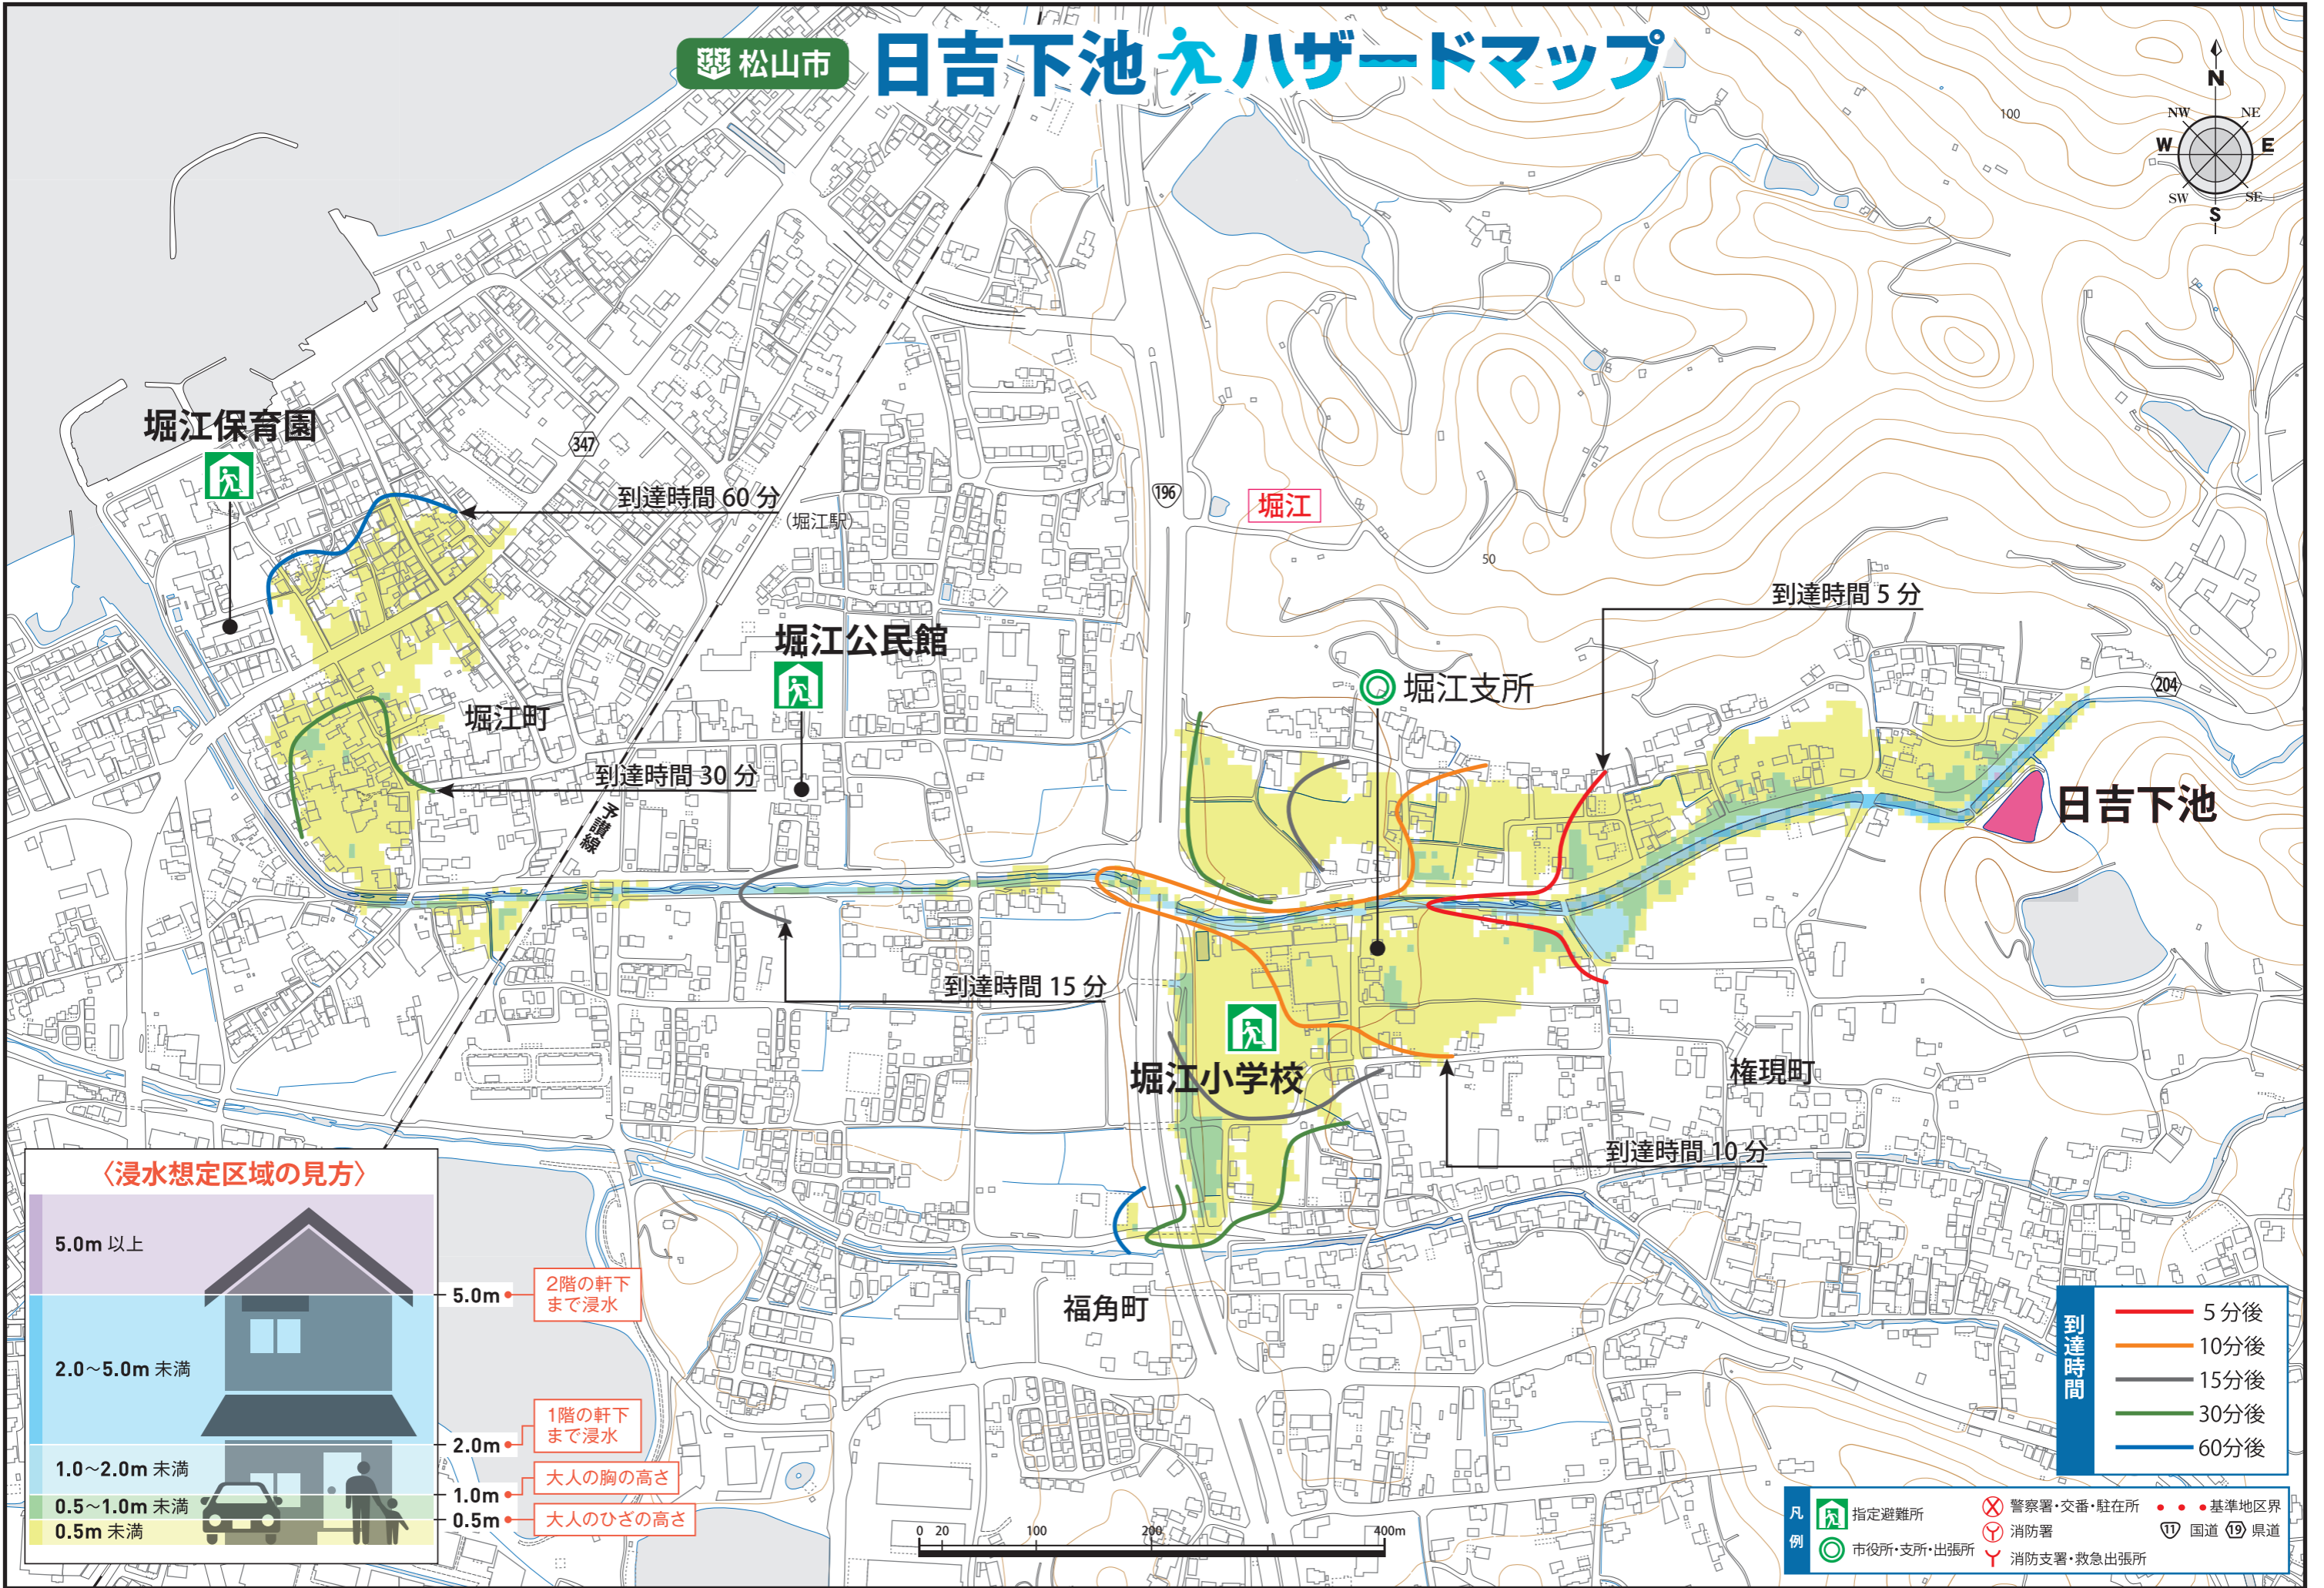 松山市
日吉下池 ハザードマップ
N
NW
NE
W
E
SW
SE
S
100
堀江保育園
347
到達時間 60 分
(堀江駅)
196
堀江
50
到達時間 5 分
堀江公民館
堀江支所
204
堀江町
到達時間 30 分
予讃線
日吉下池
到達時間 15 分
堀江小学校
権現町
到達時間 10 分
福角町
〈浸水想定区域の見方〉
5.0m 以上
5.0m
2階の軒下
まで浸水
2.0〜5.0m 未満
2.0m
1階の軒下
まで浸水
1.0〜2.0m 未満
1.0m
大人の胸の高さ
0.5〜1.0m 未満
0.5m
大人のひざの高さ
0.5m 未満
0 20 100 200 400m
到達時間
5 分後
10分後
15分後
30分後
60分後
凡例
指定避難所
市役所・支所・出張所
警察署・交番・駐在所
消防署
消防支署・救急出張所
基準地区界
11 国道 19 県道